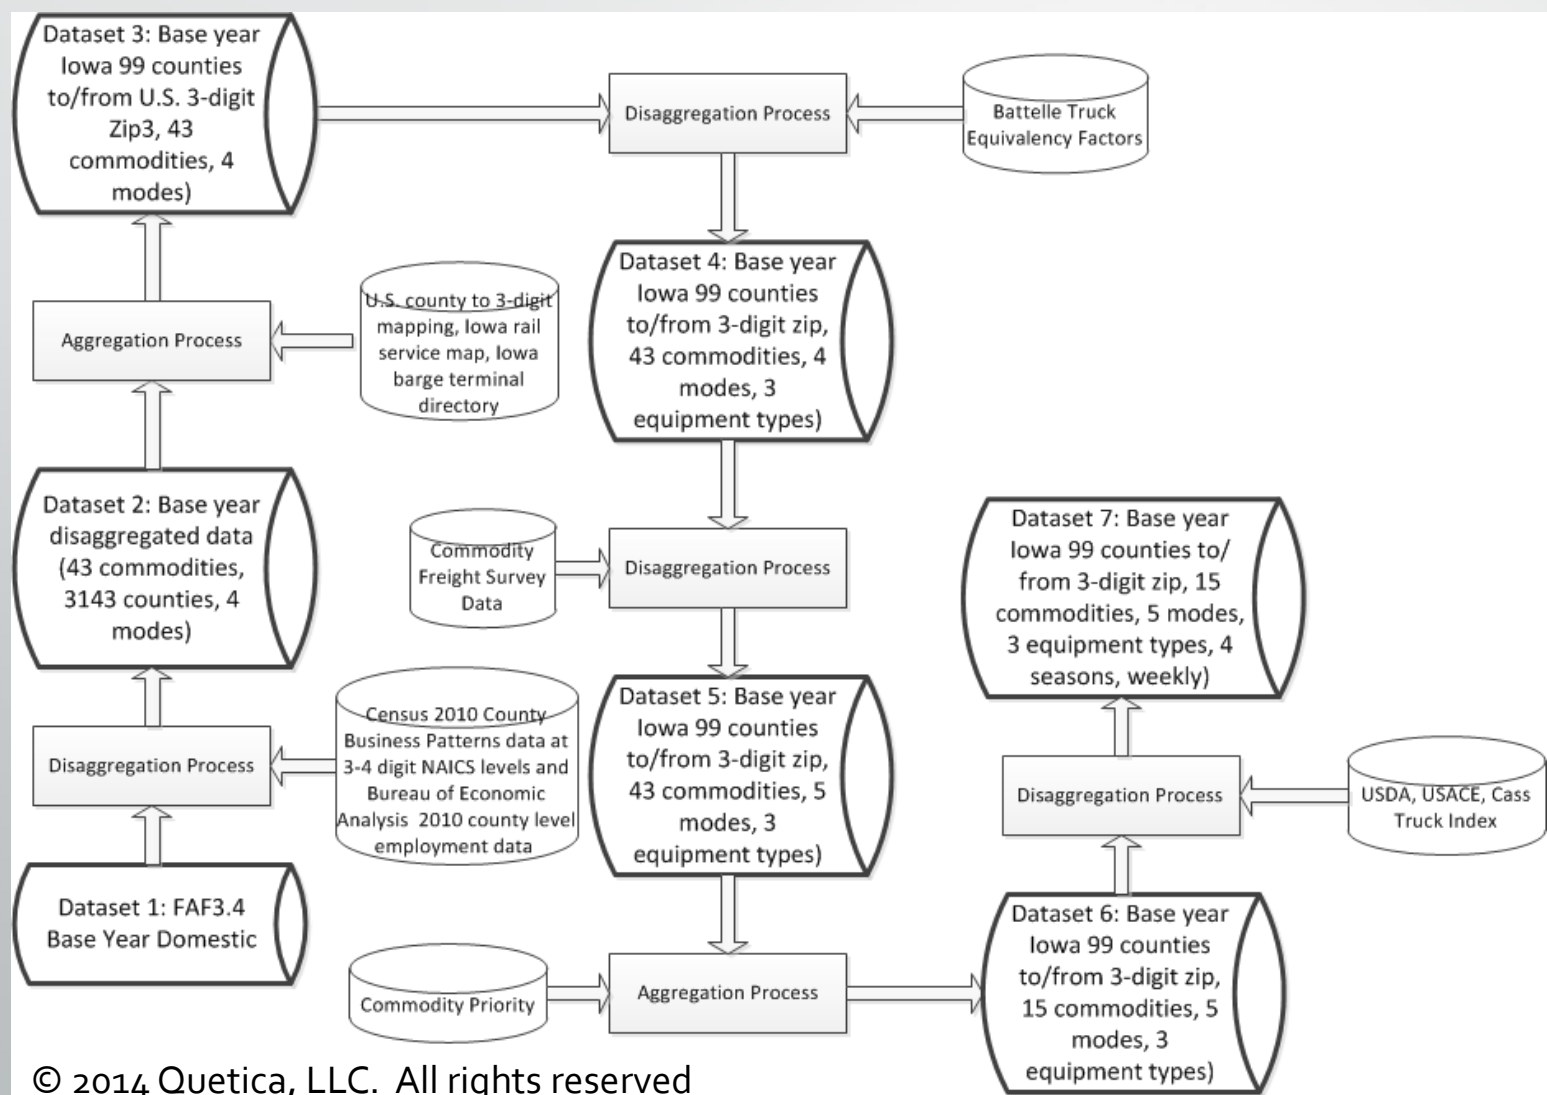 Dataset 3: Base year
Iowa 99 counties
to/from U.S. 3-digit
Zip3, 43
commodities, 4
modes)
Disaggregation Process
Battelle Truck
Equivalency Factors
Dataset 4: Base year
Iowa 99 counties
to/from 3-digit zip,
43 commodities, 4
modes, 3
equipment types)
Aggregation Process
U.S. county to 3-digit
mapping, Iowa rail
service map, Iowa
barge terminal
directory
Dataset 2: Base year
disaggregated data
(43 commodities,
3143 counties, 4
modes)
Commodity
Freight Survey
Data
Disaggregation Process
Dataset 7: Base year
Iowa 99 counties to/
from 3-digit zip, 15
commodities, 5 modes,
3 equipment types, 4
seasons, weekly)
Disaggregation Process
Census 2010 County
Business Patterns data at
3-4 digit NAICS levels and
Bureau of Economic
Analysis 2010 county level
employment data
Dataset 5: Base year
Iowa 99 counties
to/from 3-digit zip,
43 commodities, 5
modes, 3
equipment types)
Disaggregation Process
USDA, USACE, Cass
Truck Index
Dataset 1: FAF3.4
Base Year Domestic
Commodity Priority
Aggregation Process
Dataset 6: Base year
Iowa 99 counties
to/from 3-digit zip,
15 commodities, 5
modes, 3
equipment types)
© 2014 Quetica, LLC. All rights reserved